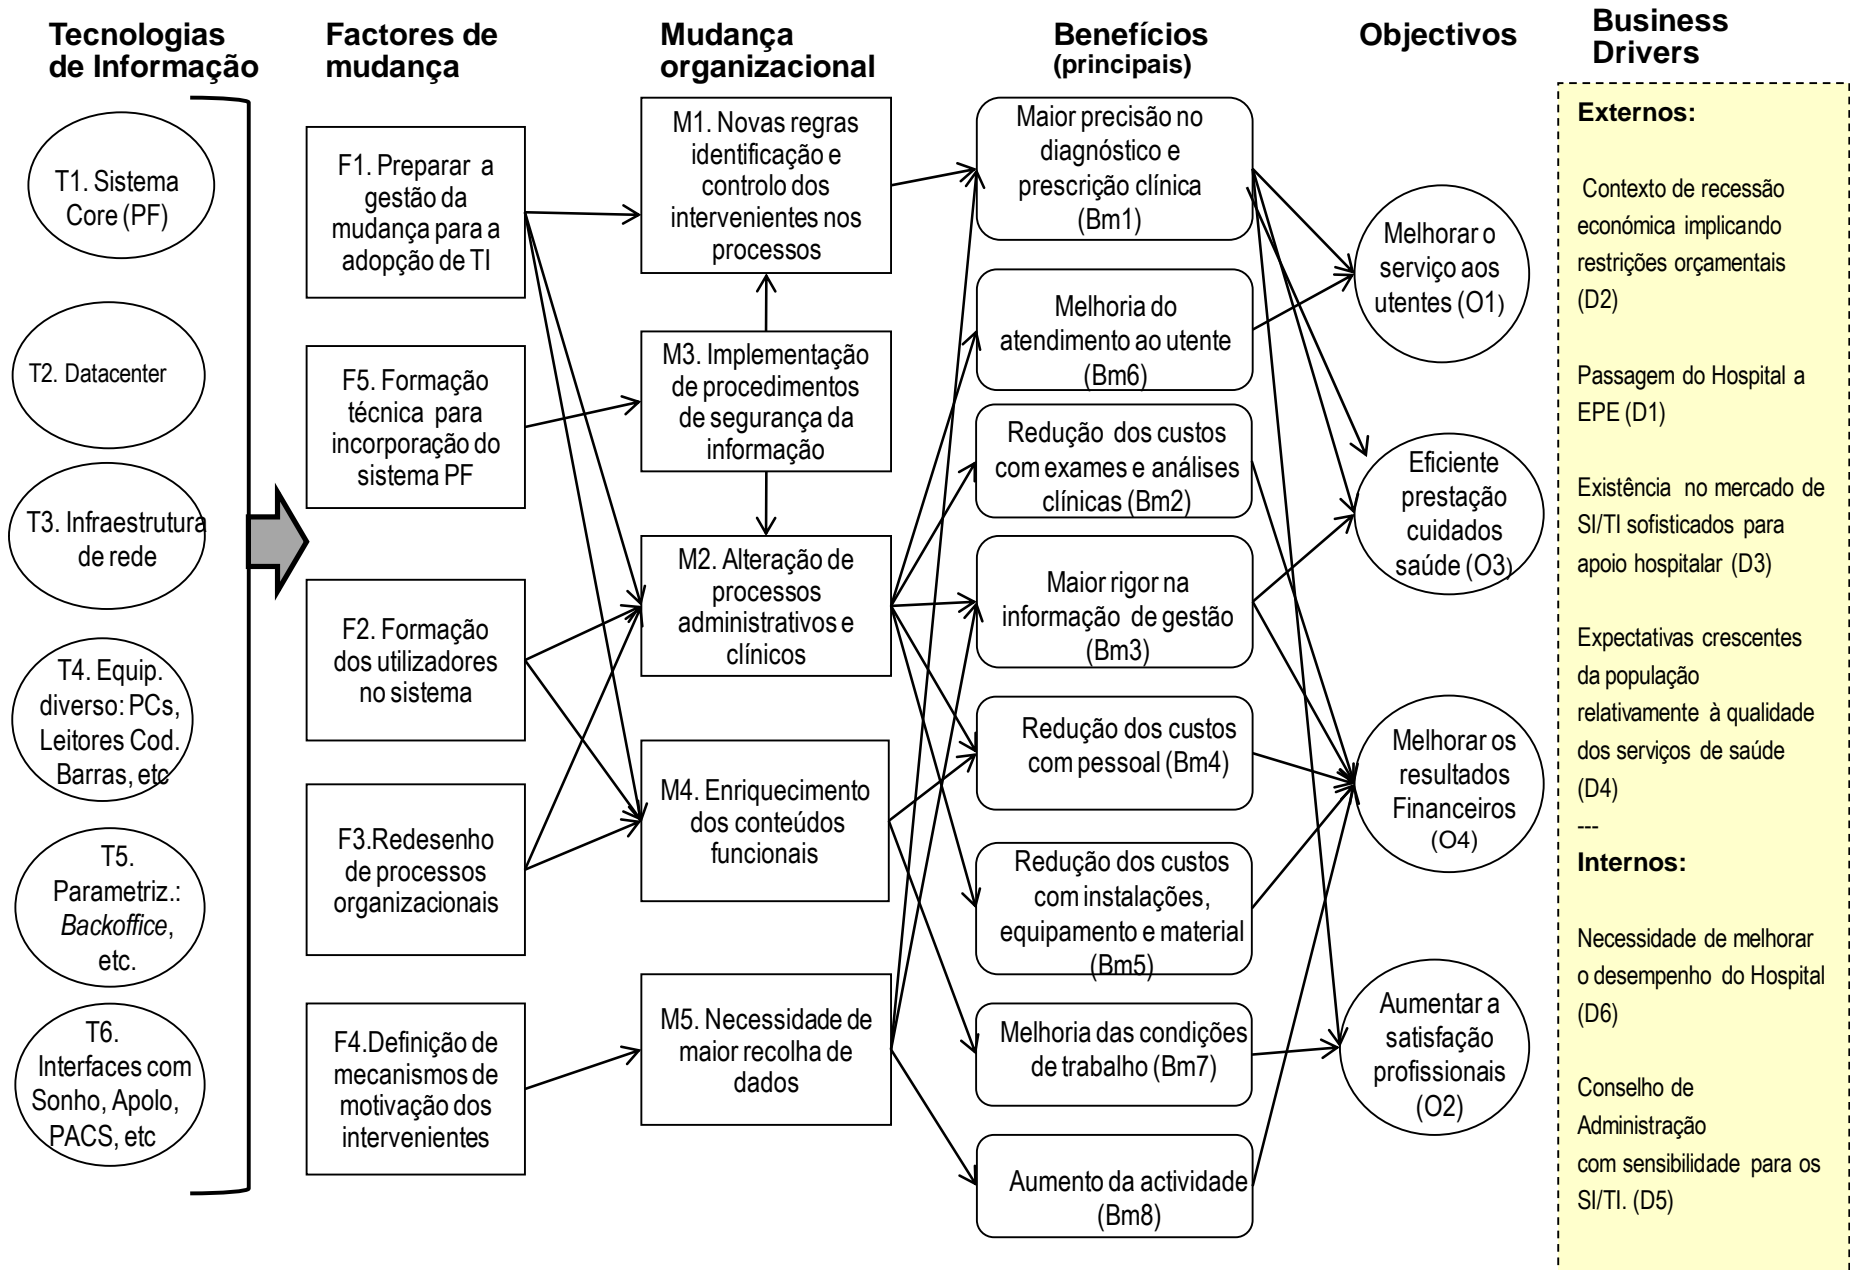 Tecnologias
de Informação
Factores de
mudança
Mudança
organizacional
Benefícios
(principais)
Objectivos
Business
Drivers
T1. Sistema
Core (PF)
T2. Datacenter
T3. Infraestrutura
de rede
T4. Equip.
diverso: PCs,
Leitores Cod.
Barras, etc
T5.
Parametriz.:
Backoffice,
etc.
T6.
Interfaces com
Sonho, Apolo,
PACS, etc
F1. Preparar a
gestão da
mudança para a
adopção de TI
F5. Formação
técnica para
incorporação do
sistema PF
F2. Formação
dos utilizadores
no sistema
F3.Redesenho
de processos
organizacionais
F4.Definição de
mecanismos de
motivação dos
intervenientes
M1. Novas regras
identificação e
controlo dos
intervenientes nos
processos
M3. Implementação
de procedimentos
de segurança da
informação
M2. Alteração de
processos
administrativos e
clínicos
M4. Enriquecimento
dos conteúdos
funcionais
M5. Necessidade de
maior recolha de
dados
Maior precisão no
diagnóstico e
prescrição clínica
(Bm1)
Melhoria do
atendimento ao utente
(Bm6)
Redução dos custos
com exames e análises
clínicas (Bm2)
Maior rigor na
informação de gestão
(Bm3)
Redução dos custos
com pessoal (Bm4)
Redução dos custos
com instalações,
equipamento e material
(Bm5)
Melhoria das condições
de trabalho (Bm7)
Aumento da actividade
(Bm8)
Melhorar o
serviço aos
utentes (O1)
Eficiente
prestação
cuidados
saúde (O3)
Melhorar os
resultados
Financeiros
(O4)
Aumentar a
satisfação
profissionais
(O2)
Externos:
Contexto de recessão
económica implicando
restrições orçamentais
(D2)
Passagem do Hospital a
EPE (D1)
Existência no mercado de
SI/TI sofisticados para
apoio hospitalar (D3)
Expectativas crescentes
da população
relativamente à qualidade
dos serviços de saúde
(D4)
---
Internos:
Necessidade de melhorar
o desempenho do Hospital
(D6)
Conselho de
Administração
com sensibilidade para os
SI/TI. (D5)